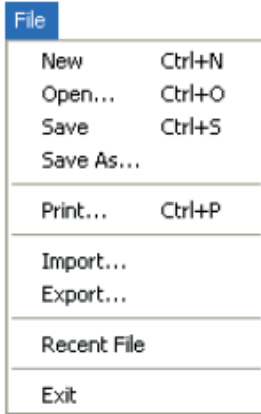 File
New Ctrl+N
Open... Ctrl+O
Save Ctrl+S
Save As...
Print... Ctrl+P
Import...
Export...
Recent File
Exit